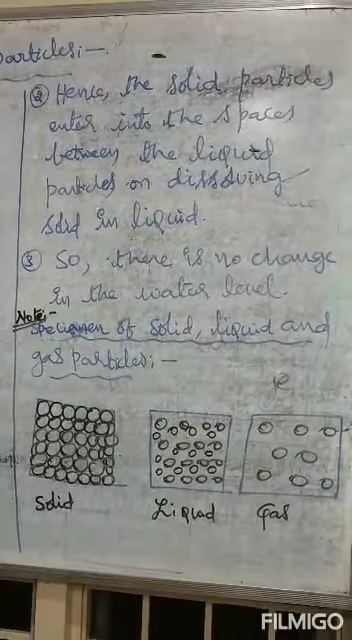 particles:-
② Hence, the solid particles
enter into the spaces
between the liquid
particles on dissolving
solid in liquid.
③ So, there is no change
in the water level.
Note:-
Specimen of solid, liquid and
gas particles:-
Solid Liquid Gas
FILMIGO